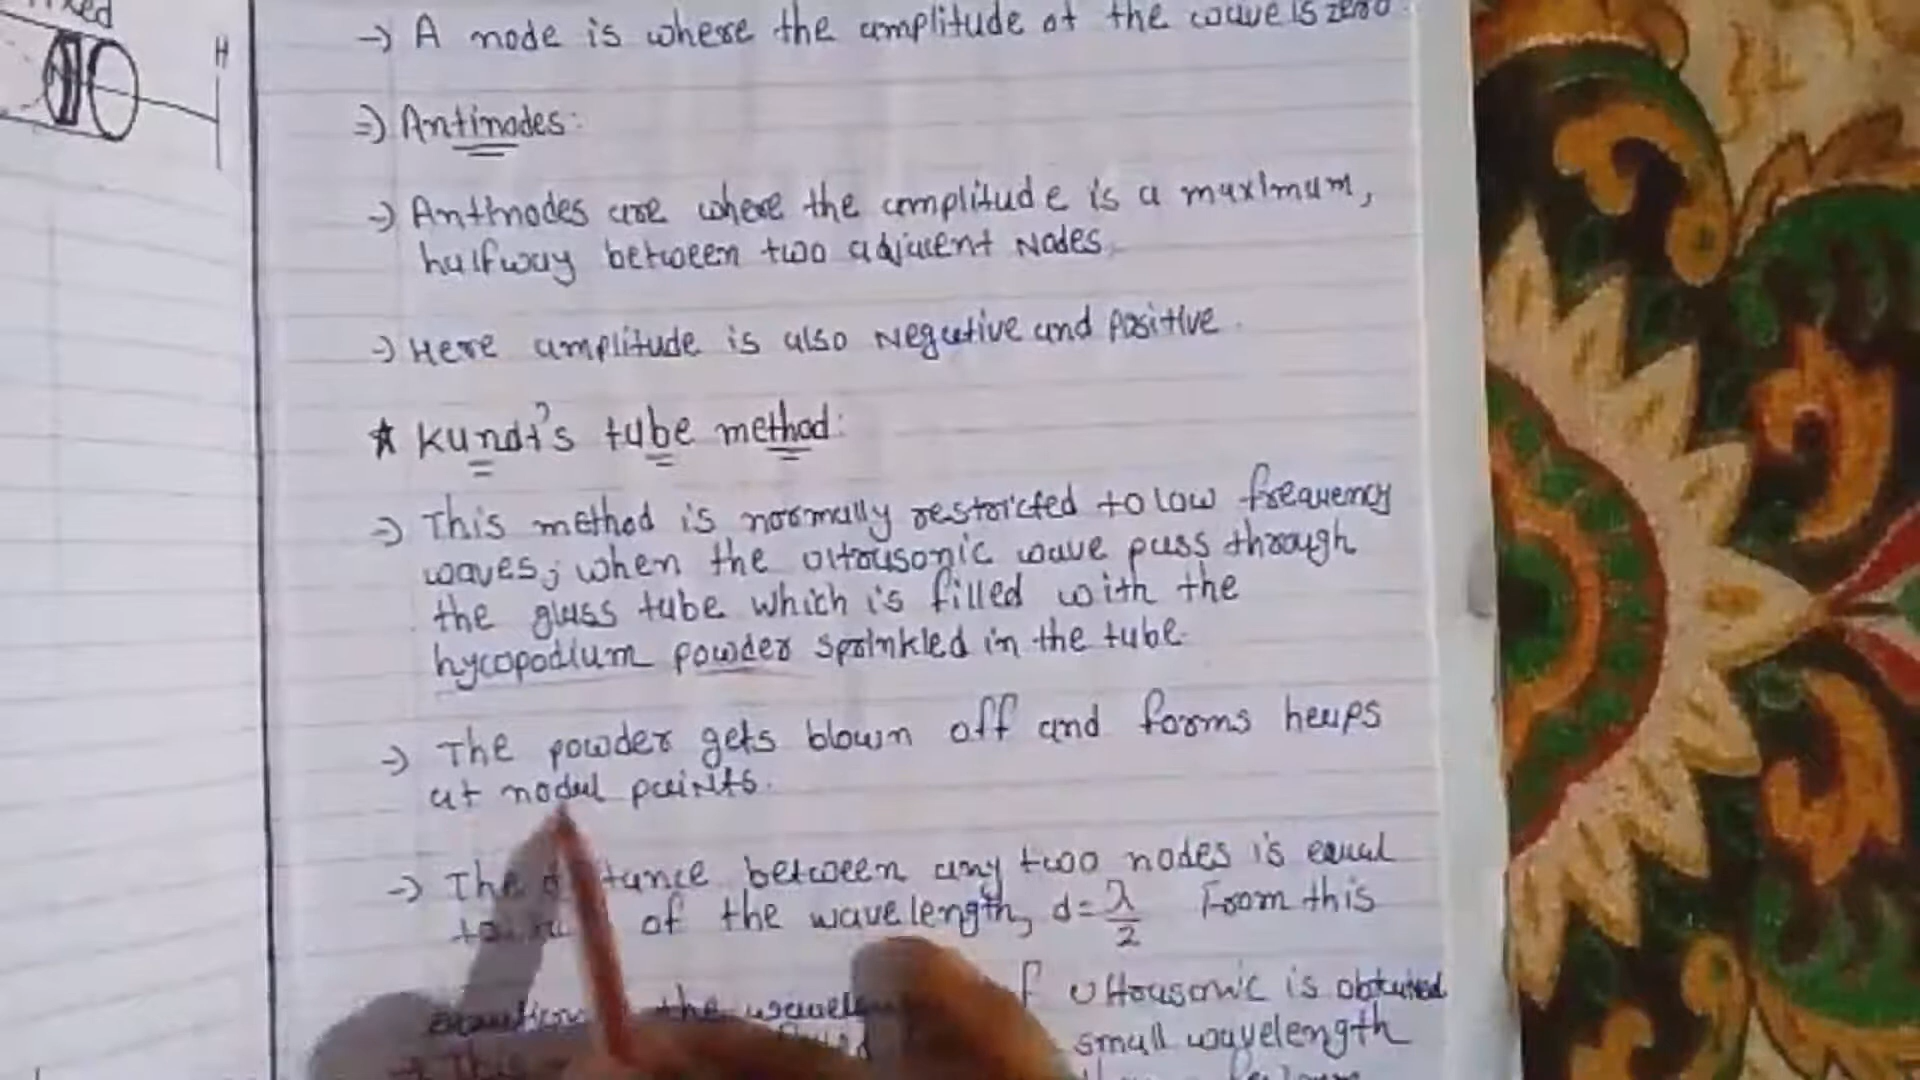 H
→ A node is where the amplitude of the wave is zero
⇒ Antinodes:
→ Antinodes are where the amplitude is a maximum,
halfway between two adjacent Nodes.
→ Here amplitude is also Negative and Positive.
★ Kundt's tube method:
→ This method is normally restricted to low frequency
waves; when the ultrasonic wave pass through
the glass tube which is filled with the
hycopodium powder sprinkled in the tube.
→ The powder gets blown off and forms heaps
at nodal points.
→ The between any two nodes is equal
of the wavelength, d=λ/2 From this
the ultrasonic is obtained
small wavelength